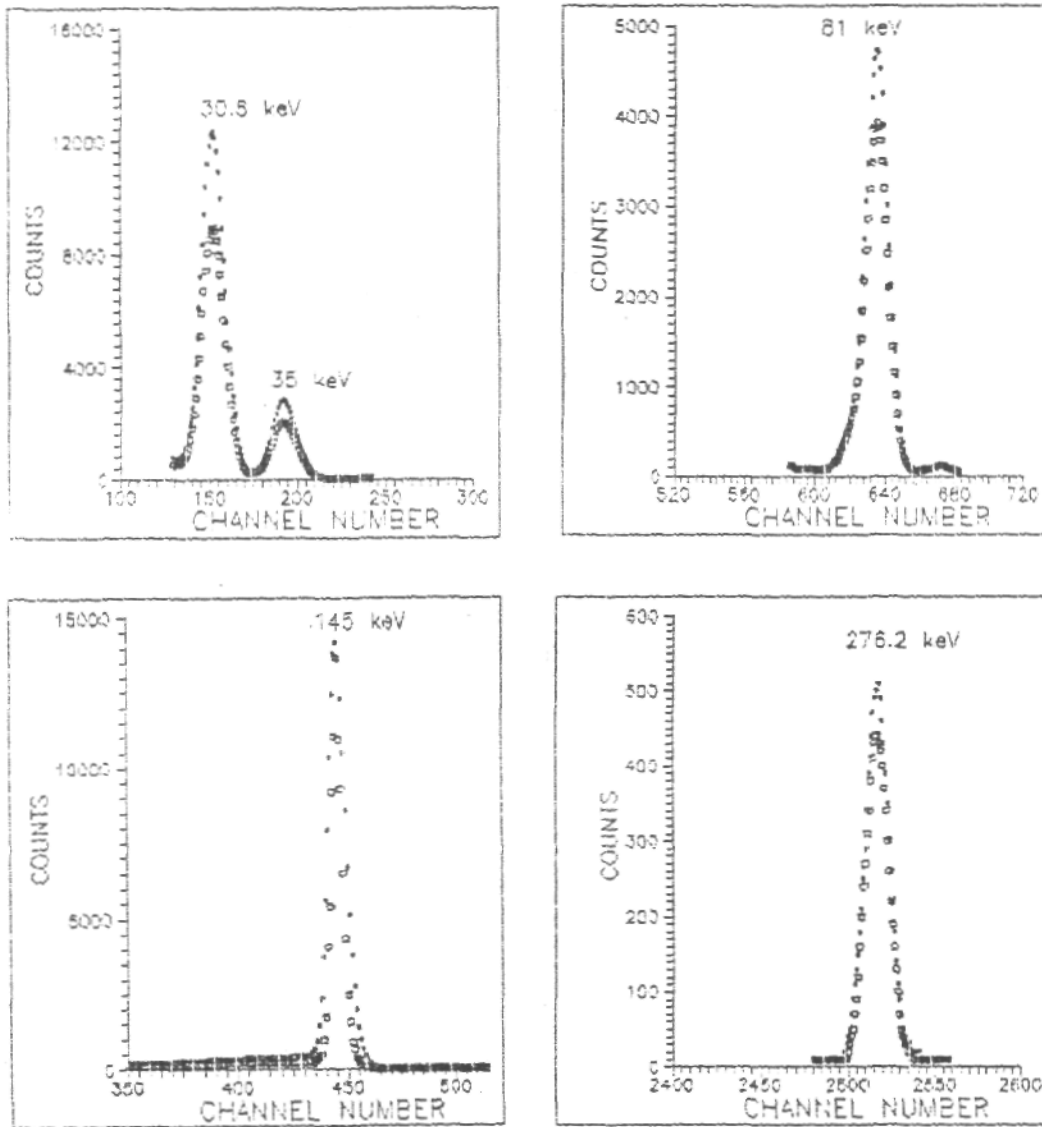 16000
12000
8000
4000
0
30.8 keV
35 keV
100 150 200 250 300
CHANNEL NUMBER
COUNTS
5000
4000
3000
2000
1000
0
81 keV
520 560 600 640 680 720
CHANNEL NUMBER
COUNTS
15000
10000
5000
0
145 keV
350 400 450 500
CHANNEL NUMBER
COUNTS
600
500
400
300
200
100
0
276.2 keV
2400 2450 2500 2550 2600
CHANNEL NUMBER
COUNTS